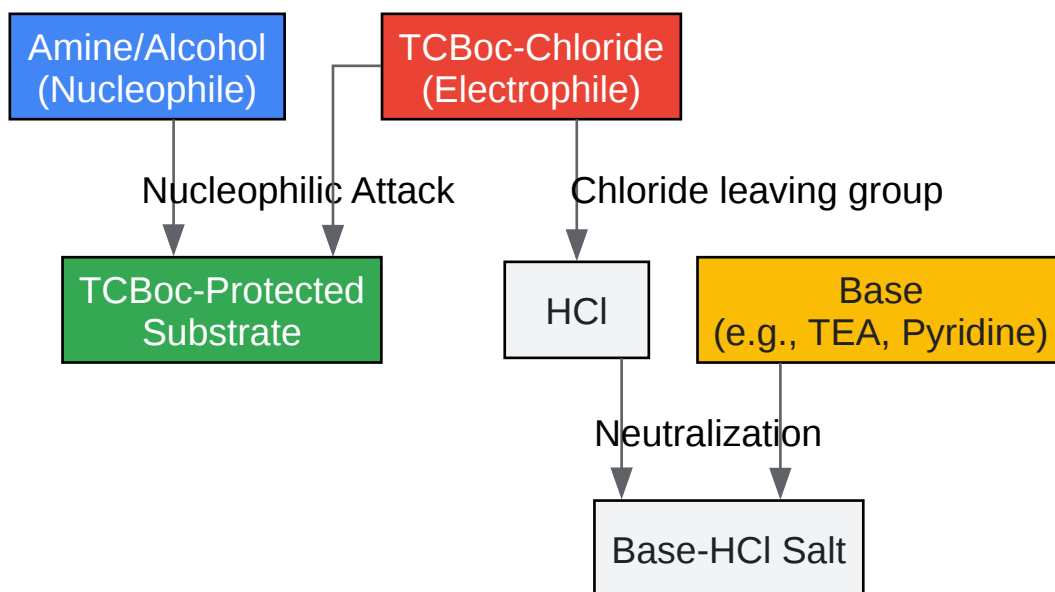 Amine/Alcohol
(Nucleophile)
TCBoc-Chloride
(Electrophile)
Nucleophilic Attack
Chloride leaving group
TCBoc-Protected
Substrate
HCl
Base
(e.g., TEA, Pyridine)
Neutralization
Base-HCl Salt